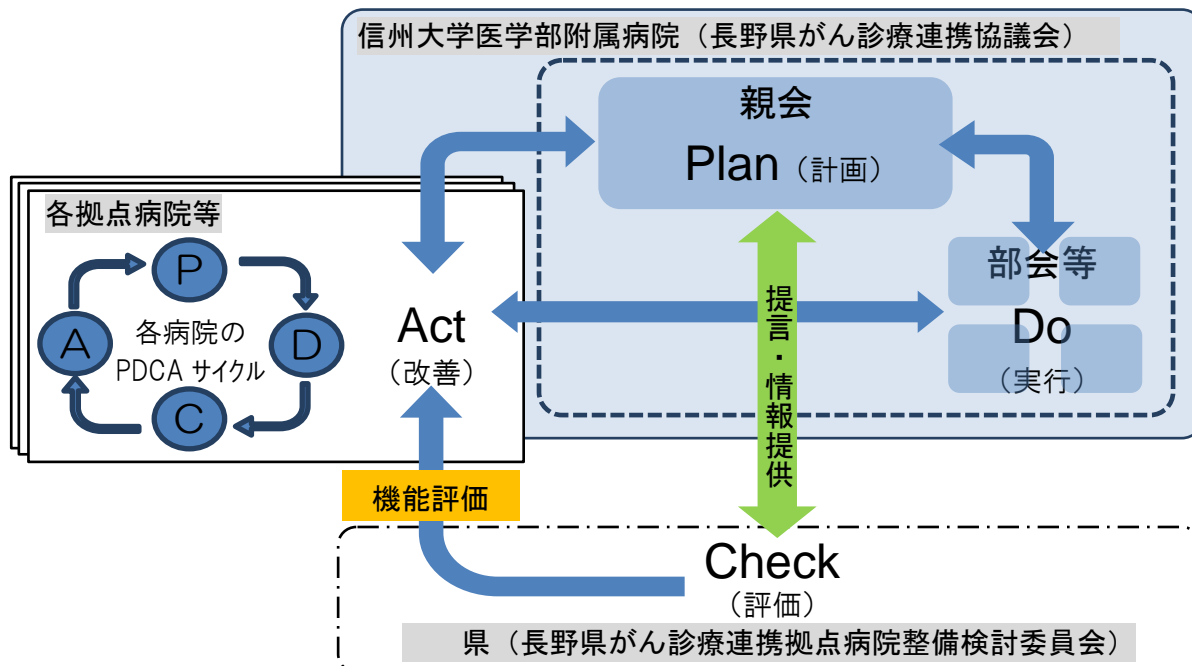 信州大学医学部附属病院（長野県がん診療連携協議会）
親会
Plan（計画）
各拠点病院等
P
D
C
A
各病院の
PDCA サイクル
Act
（改善）
部会等
Do
（実行）
提言・情報提供
機能評価
Check
（評価）
県（長野県がん診療連携拠点病院整備検討委員会）